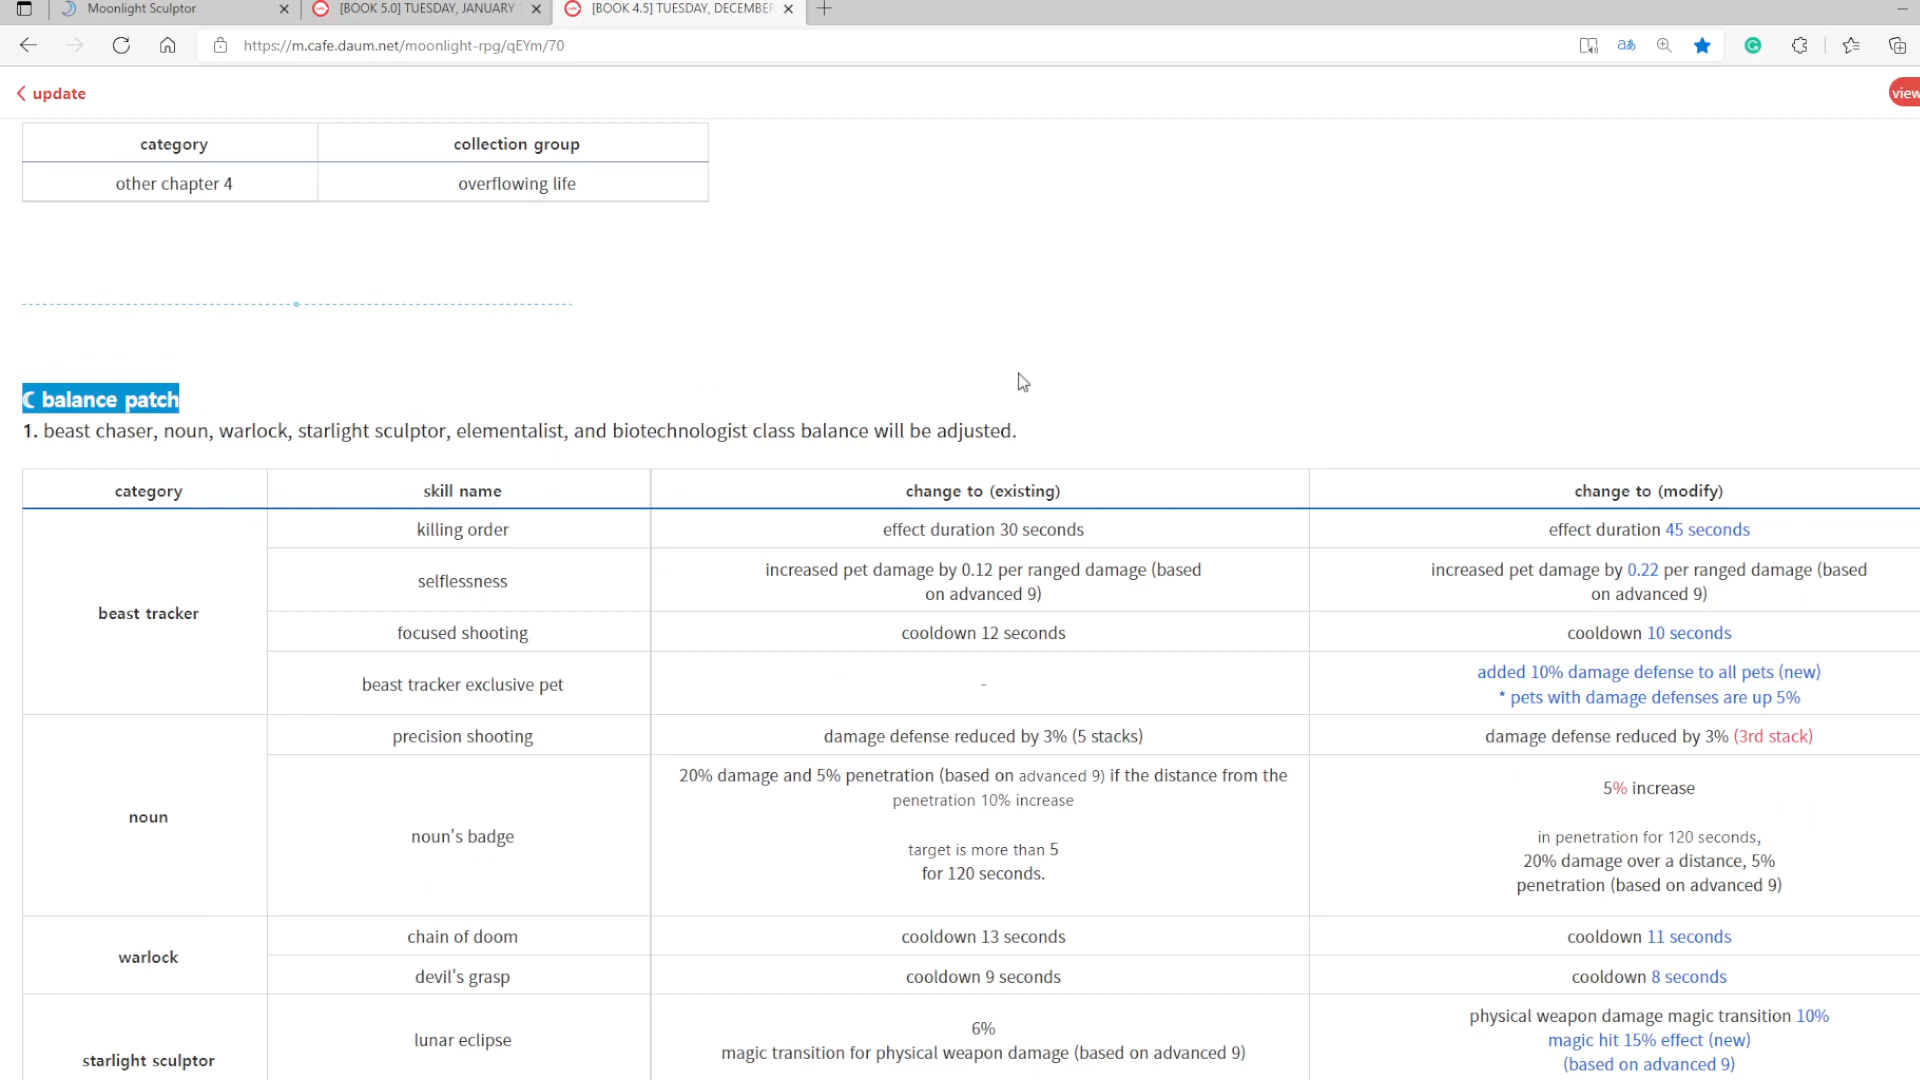 Moonlight Sculptor
[BOOK 5.0] TUESDAY, JANUARY
[BOOK 4.5] TUESDAY, DECEMBER
https://m.cafe.daum.net/moonlight-rpg/qEYm/70
aあ
G
update
view
category collection group
other chapter 4 overflowing life
balance patch
1. beast chaser, noun, warlock, starlight sculptor, elementalist, and biotechnologist class balance will be adjusted.
category skill name change to (existing) change to (modify)
beast tracker
killing order effect duration 30 seconds effect duration 45 seconds
selflessness
increased pet damage by 0.12 per ranged damage (based
on advanced 9)
increased pet damage by 0.22 per ranged damage (based
on advanced 9)
focused shooting cooldown 12 seconds cooldown 10 seconds
beast tracker exclusive pet -
added 10% damage defense to all pets (new)
* pets with damage defenses are up 5%
noun
precision shooting damage defense reduced by 3% (5 stacks) damage defense reduced by 3% (3rd stack)
noun's badge
20% damage and 5% penetration (based on advanced 9) if the distance from the
penetration 10% increase
target is more than 5
for 120 seconds.
5% increase
in penetration for 120 seconds,
20% damage over a distance, 5%
penetration (based on advanced 9)
warlock
chain of doom cooldown 13 seconds cooldown 11 seconds
devil's grasp cooldown 9 seconds cooldown 8 seconds
starlight sculptor
lunar eclipse
6%
magic transition for physical weapon damage (based on advanced 9)
physical weapon damage magic transition 10%
magic hit 15% effect (new)
(based on advanced 9)